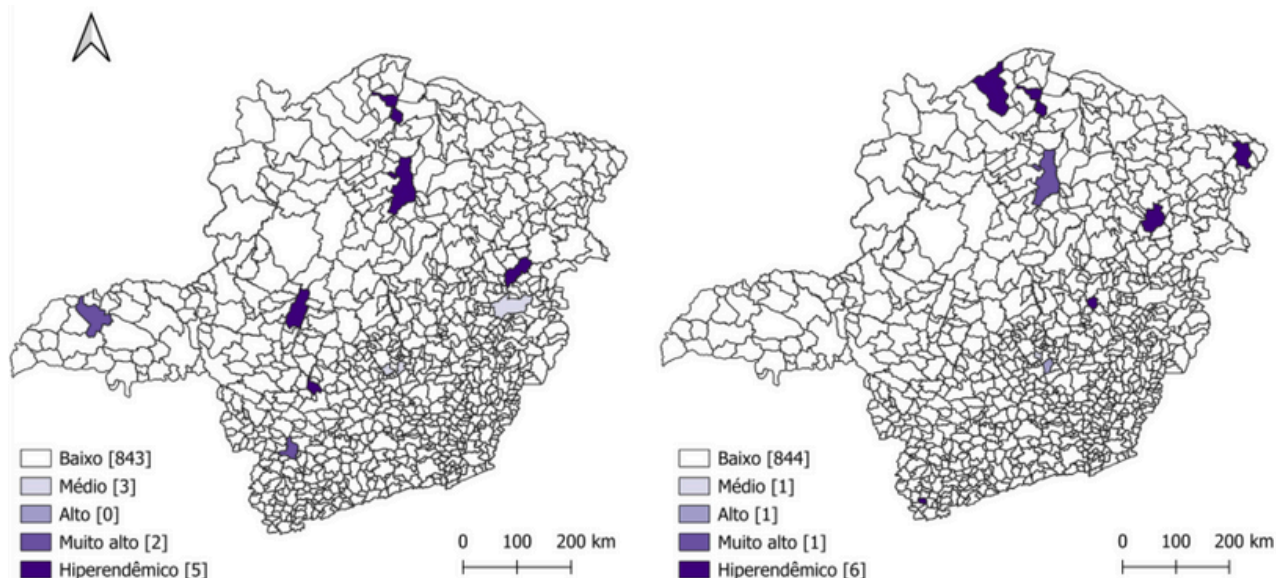 Baixo [843]
Médio [3]
Alto [0]
Muito alto [2]
Hiperendêmico [5]
0 100 200 km
Baixo [844]
Médio [1]
Alto [1]
Muito alto [1]
Hiperendêmico [6]
0 100 200 km